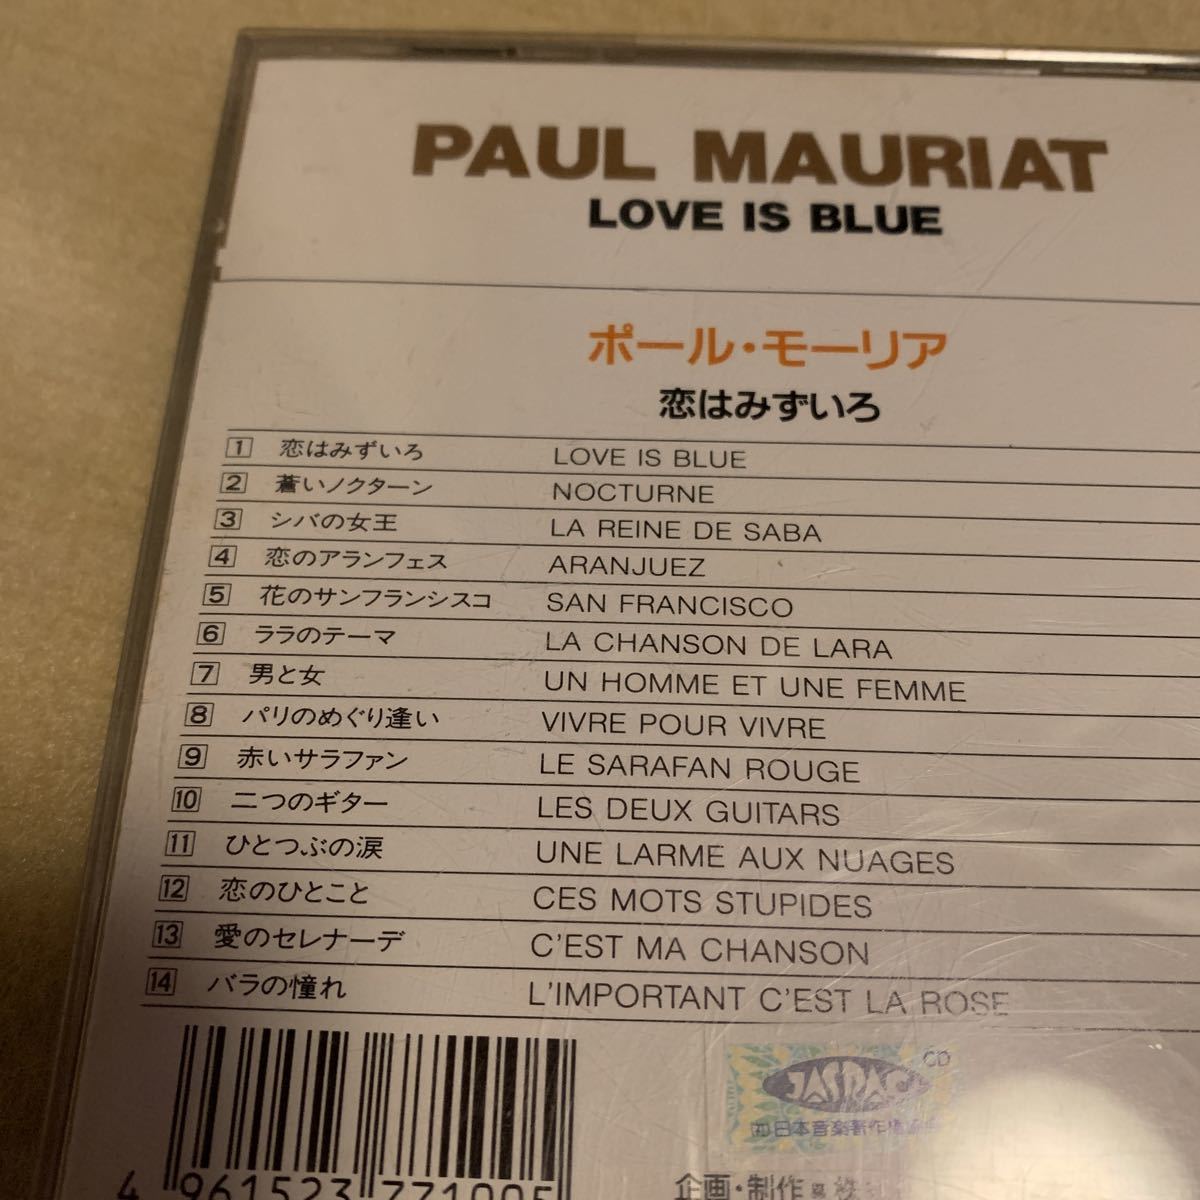 PAUL MAURIAT
LOVE IS BLUE
ポール・モーリア
恋はみずいろ
1 恋はみずいろ LOVE IS BLUE
2 蒼いノクターン NOCTURNE
3 シバの女王 LA REINE DE SABA
4 恋のアランフェス ARANJUEZ
5 花のサンフランシスコ SAN FRANCISCO
6 ララのテーマ LA CHANSON DE LARA
7 男と女 UN HOMME ET UNE FEMME
8 パリのめぐり逢い VIVRE POUR VIVRE
9 赤いサラファン LE SARAFAN ROUGE
10 二つのギター LES DEUX GUITARS
11 ひとつぶの涙 UNE LARME AUX NUAGES
12 恋のひとこと CES MOTS STUPIDES
13 愛のセレナーデ C'EST MA CHANSON
14 バラの憧れ L'IMPORTANT C'EST LA ROSE
CD
JASRAC
日本音楽著作権
4 961523 771005
企画・制作